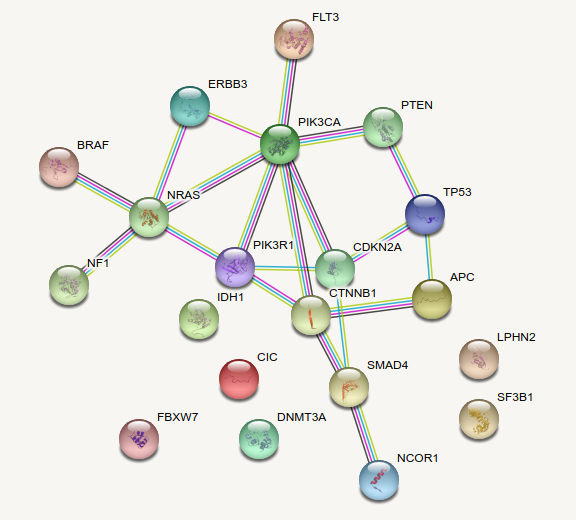 FLT3
ERBB3
PTEN
PIK3CA
BRAF
TP53
NRAS
PIK3R1
CDKN2A
NF1
APC
IDH1
CTNNB1
LPHN2
CIC
SMAD4
SF3B1
FBXW7
DNMT3A
NCOR1